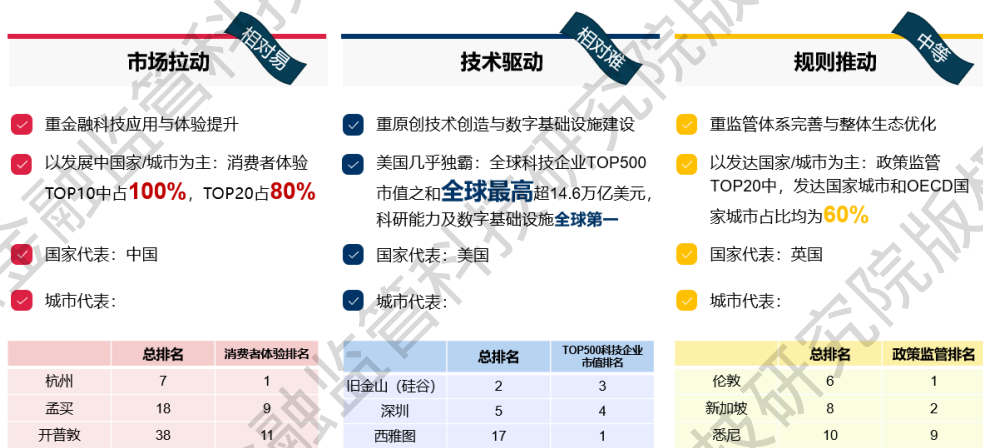 相对易
市场拉动
重金融科技应用与体验提升
以发展中国家/城市为主：消费者体验
TOP10中占100%，TOP20占80%
国家代表：中国
城市代表：
总排名 消费者体验排名
杭州 7 1
孟买 18 9
开普敦 38 11
相对难
技术驱动
重原创技术创造与数字基础设施建设
美国几乎独霸：全球科技企业TOP500
市值之和全球最高超14.6万亿美元，
科研能力及数字基础设施全球第一
国家代表：美国
城市代表：
总排名 TOP500科技企业
市值排名
旧金山（硅谷） 2 3
深圳 5 4
西雅图 17 1
中等
规则推动
重监管体系完善与整体生态优化
以发达国家/城市为主：政策监管
TOP20中，发达国家城市和OECD国
家城市占比均为60%
国家代表：英国
城市代表：
总排名 政策监管排名
伦敦 6 1
新加坡 8 2
悉尼 10 9